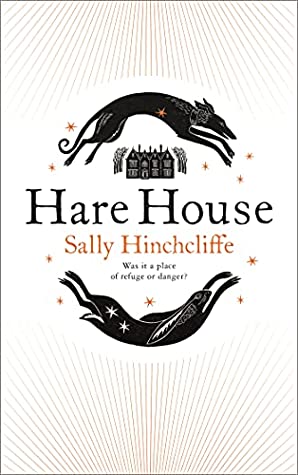 Hare House
Sally Hinchcliffe
Was it a place
of refuge or danger?